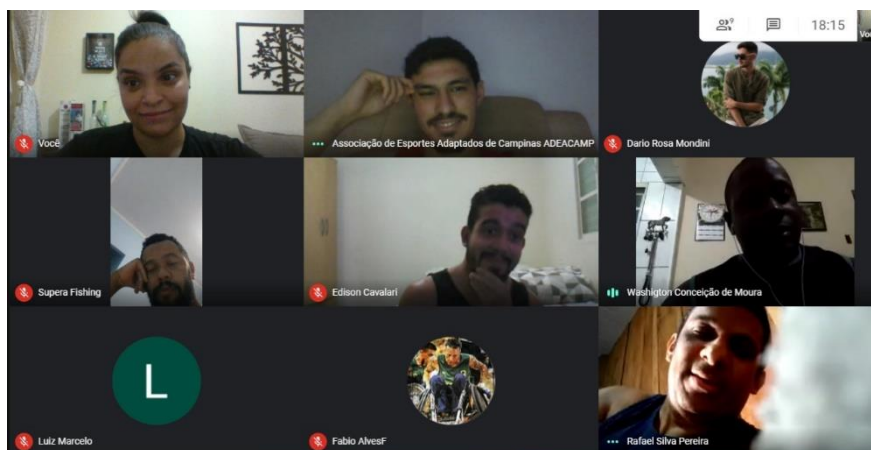 9
18:15
Você
Associação de Esportes Adaptados de Campinas ADEACAMP
Dario Rosa Mondini
Supera Fishing
Edison Cavalari
Washigton Conceição de Moura
L
Luiz Marcelo
Fabio AlvesF
Rafael Silva Pereira